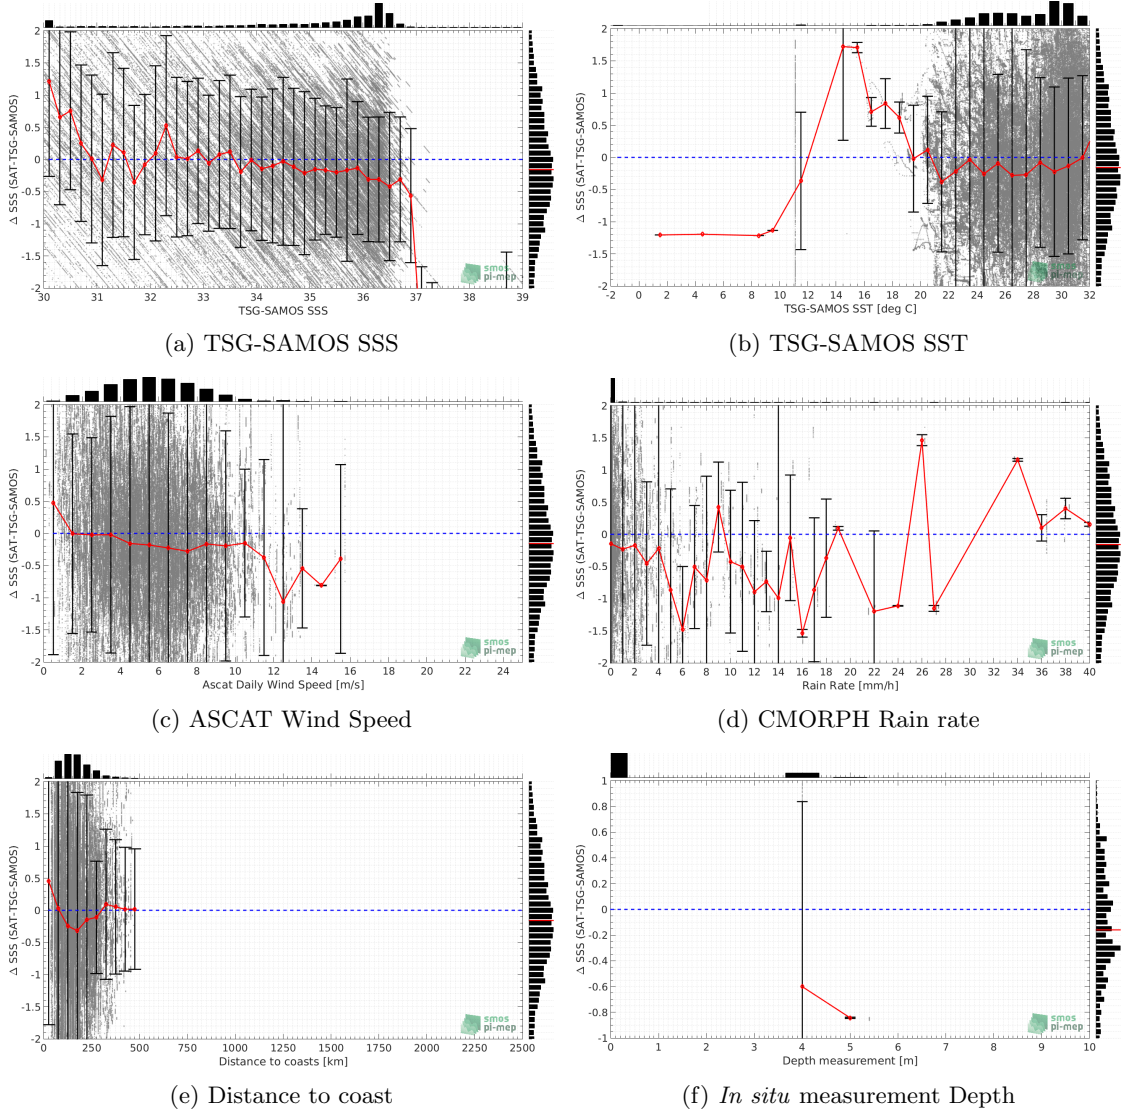 2
1.5
1
0.5
0
-0.5
-1
-1.5
-2
Δ SSS (SAT-TSG-SAMOS)
30 31 32 33 34 35 36 37 38 39
TSG-SAMOS SSS
smos
pi-mep
(a) TSG-SAMOS SSS
2
1.5
1
0.5
0
-0.5
-1
-1.5
-2
Δ SSS (SAT-TSG-SAMOS)
-2 0 2 4 6 8 10 12 14 16 18 20 22 24 26 28 30 32
TSG-SAMOS SST [deg C]
smos
pi-mep
(b) TSG-SAMOS SST
2
1.5
1
0.5
0
-0.5
-1
-1.5
-2
Δ SSS (SAT-TSG-SAMOS)
0 2 4 6 8 10 12 14 16 18 20 22 24
Ascat Daily Wind Speed [m/s]
smos
pi-mep
(c) ASCAT Wind Speed
2
1.5
1
0.5
0
-0.5
-1
-1.5
-2
Δ SSS (SAT-TSG-SAMOS)
0 2 4 6 8 10 12 14 16 18 20 22 24 26 28 30 32 34 36 38 40
Rain Rate [mm/h]
smos
pi-mep
(d) CMORPH Rain rate
2
1.5
1
0.5
0
-0.5
-1
-1.5
-2
Δ SSS (SAT-TSG-SAMOS)
0 250 500 750 1000 1250 1500 1750 2000 2250 2500
Distance to coasts [km]
smos
pi-mep
(e) Distance to coast
1
0.8
0.6
0.4
0.2
0
-0.2
-0.4
-0.6
-0.8
-1
Δ SSS (SAT-TSG-SAMOS)
0 1 2 3 4 5 6 7 8 9 10
Depth measurement [m]
smos
pi-mep
(f) In situ measurement Depth